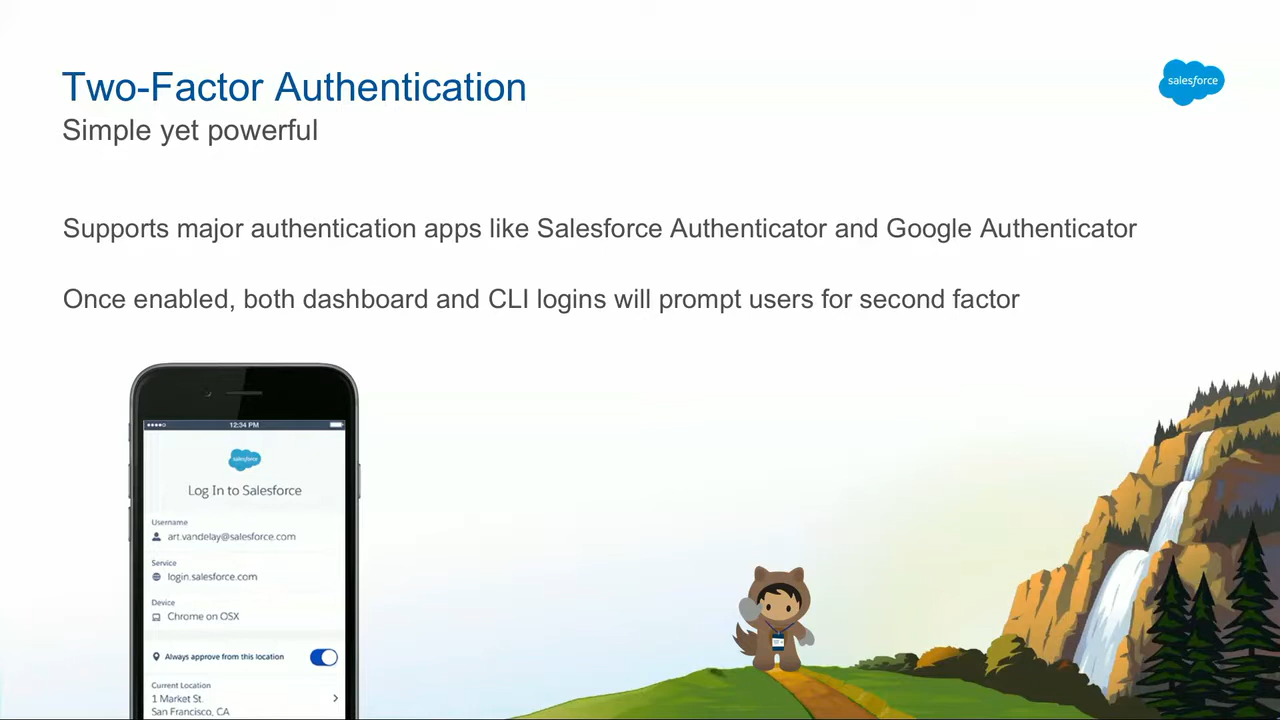 Two-Factor Authentication
salesforce
Simple yet powerful
Supports major authentication apps like Salesforce Authenticator and Google Authenticator
Once enabled, both dashboard and CLI logins will prompt users for second factor
12:34 PM
salesforce
Log In to Salesforce
Username
art.vandelay@salesforce.com
Service
login.salesforce.com
Device
Chrome on OSX
Always approve from this location
Current Location
1 Market St.
San Francisco, CA